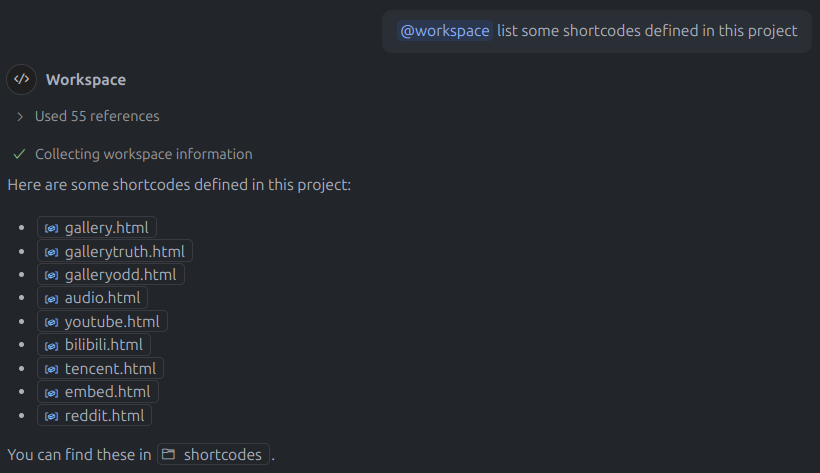 @workspace list some shortcodes defined in this project
Workspace
Used 55 references
Collecting workspace information
Here are some shortcodes defined in this project:
gallery.html
gallerytruth.html
galleryodd.html
audio.html
youtube.html
bilibili.html
tencent.html
embed.html
reddit.html
You can find these in shortcodes.